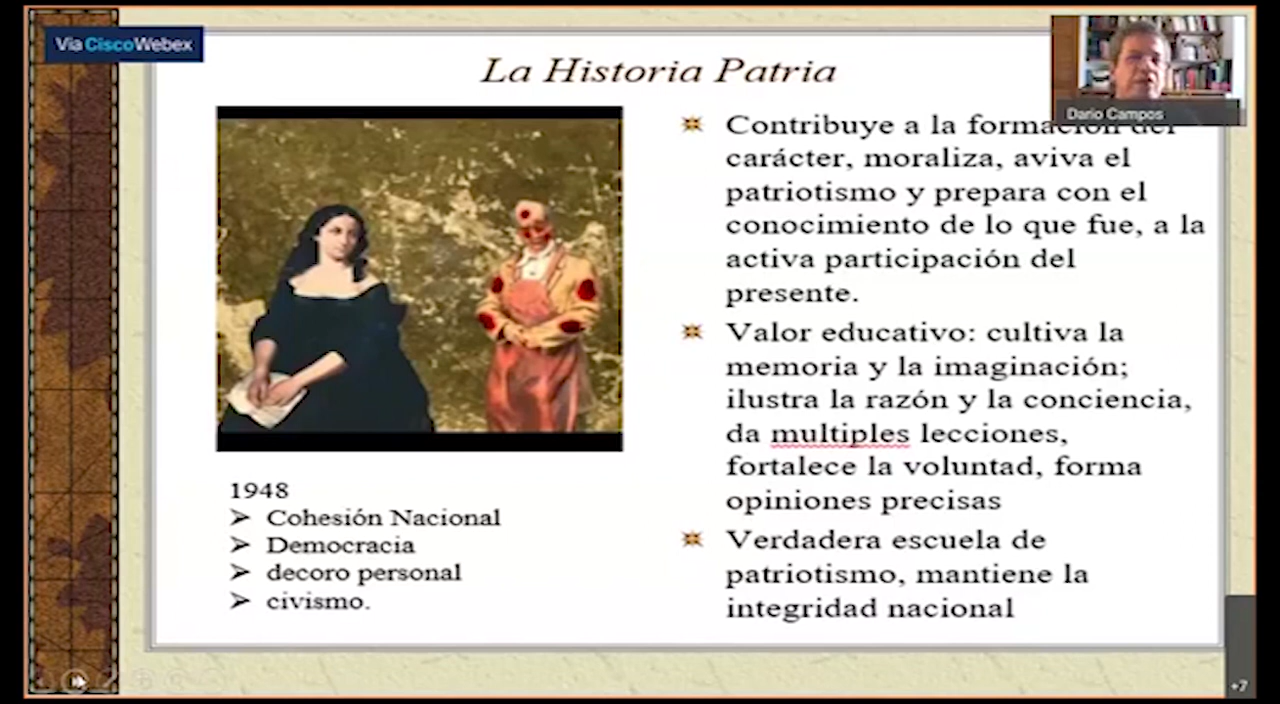 Via CiscoWebex
La Historia Patria
Dario Campos
Contribuye a la formación del
carácter, moraliza, aviva el
patriotismo y prepara con el
conocimiento de lo que fue, a la
activa participación del
presente.
Valor educativo: cultiva la
memoria y la imaginación;
ilustra la razón y la conciencia,
da multiples lecciones,
fortalece la voluntad, forma
opiniones precisas
Verdadera escuela de
patriotismo, mantiene la
integridad nacional
1948
Cohesión Nacional
Democracia
decoro personal
civismo.
+7